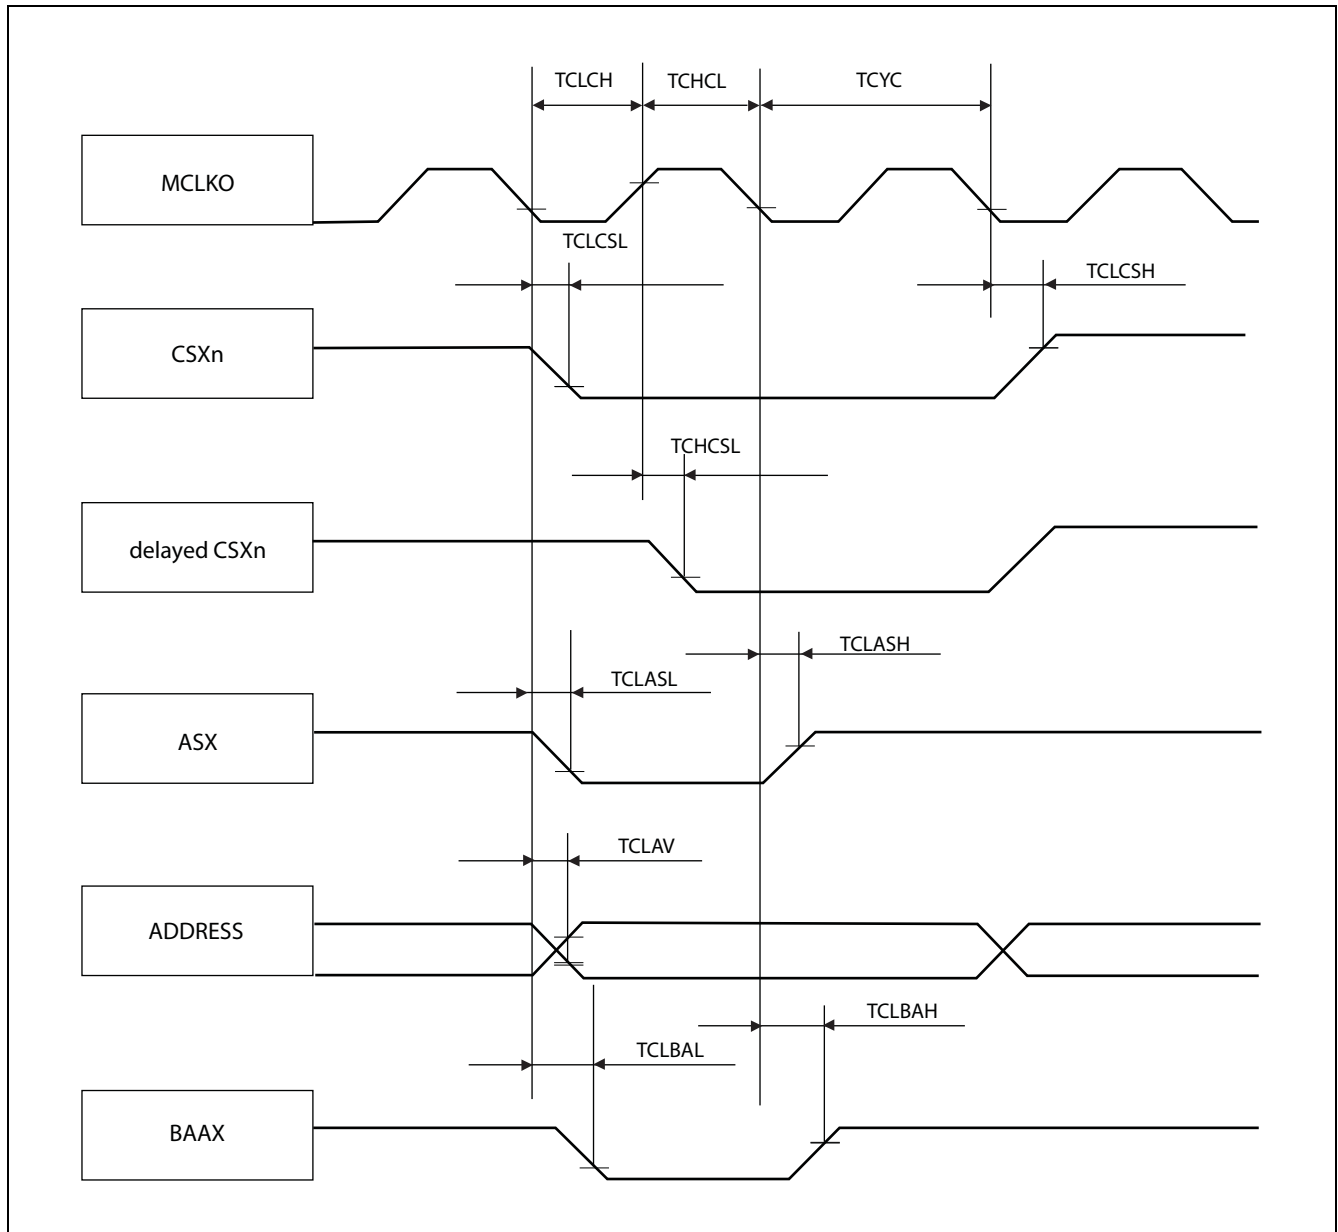 TCLCH
TCHCL
TCYC
MCLKO
TCLCSL
TCLCSH
CSXn
TCHCSL
delayed CSXn
TCLASH
TCLASL
ASX
TCLAV
ADDRESS
TCLBAH
TCLBAL
BAAX